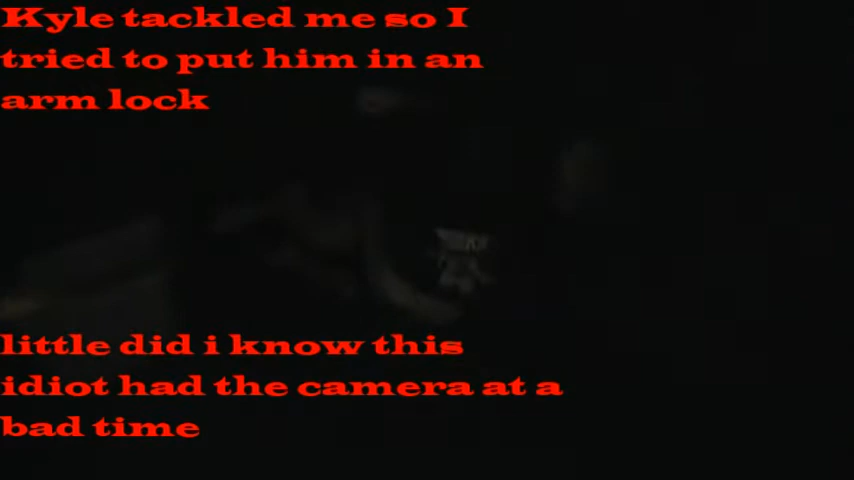 Kyle tackled me so I
tried to put him in an
arm lock
little did i know this
idiot had the camera at a
bad time